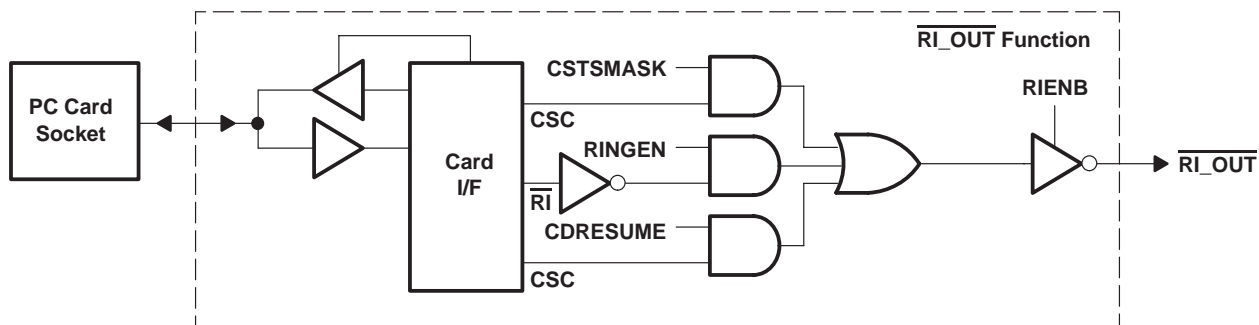 RI_OUT Function
CSTSMASK
RIENB
PC Card
Socket
CSC
Card
I/F
RINGEN
RI
RI_OUT
CDRESUME
CSC